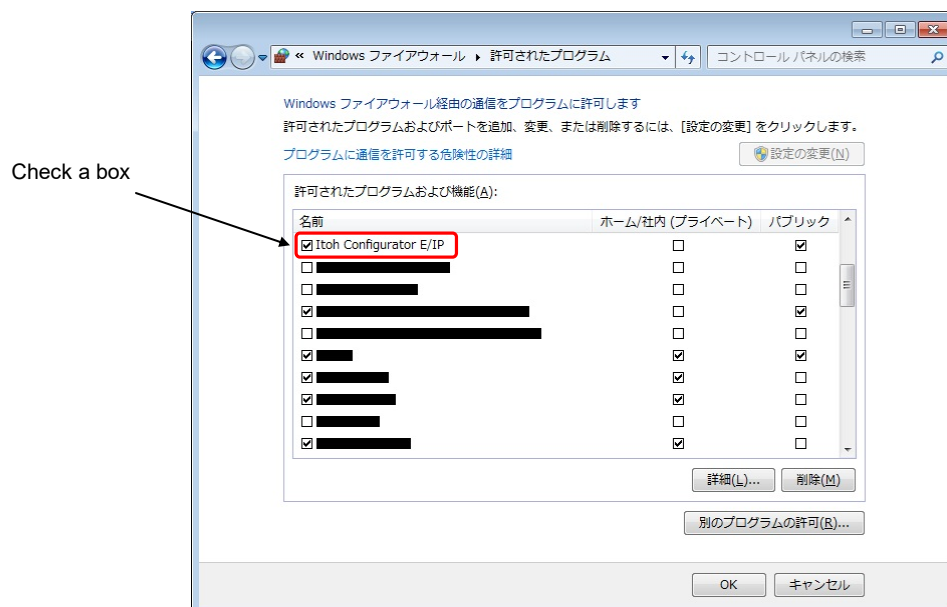 « Windows ファイアウォール ▸ 許可されたプログラム
コントロール パネルの検索
Windows ファイアウォール経由の通信をプログラムに許可します
許可されたプログラムおよびポートを追加、変更、または削除するには、[設定の変更] をクリックします。
プログラムに通信を許可する危険性の詳細
設定の変更(N)
Check a box
許可されたプログラムおよび機能(A):
名前 ホーム/社内 (プライベート) パブリック
Itoh Configurator E/IP
詳細(L)... 削除(M)
別のプログラムの許可(R)...
OK キャンセル